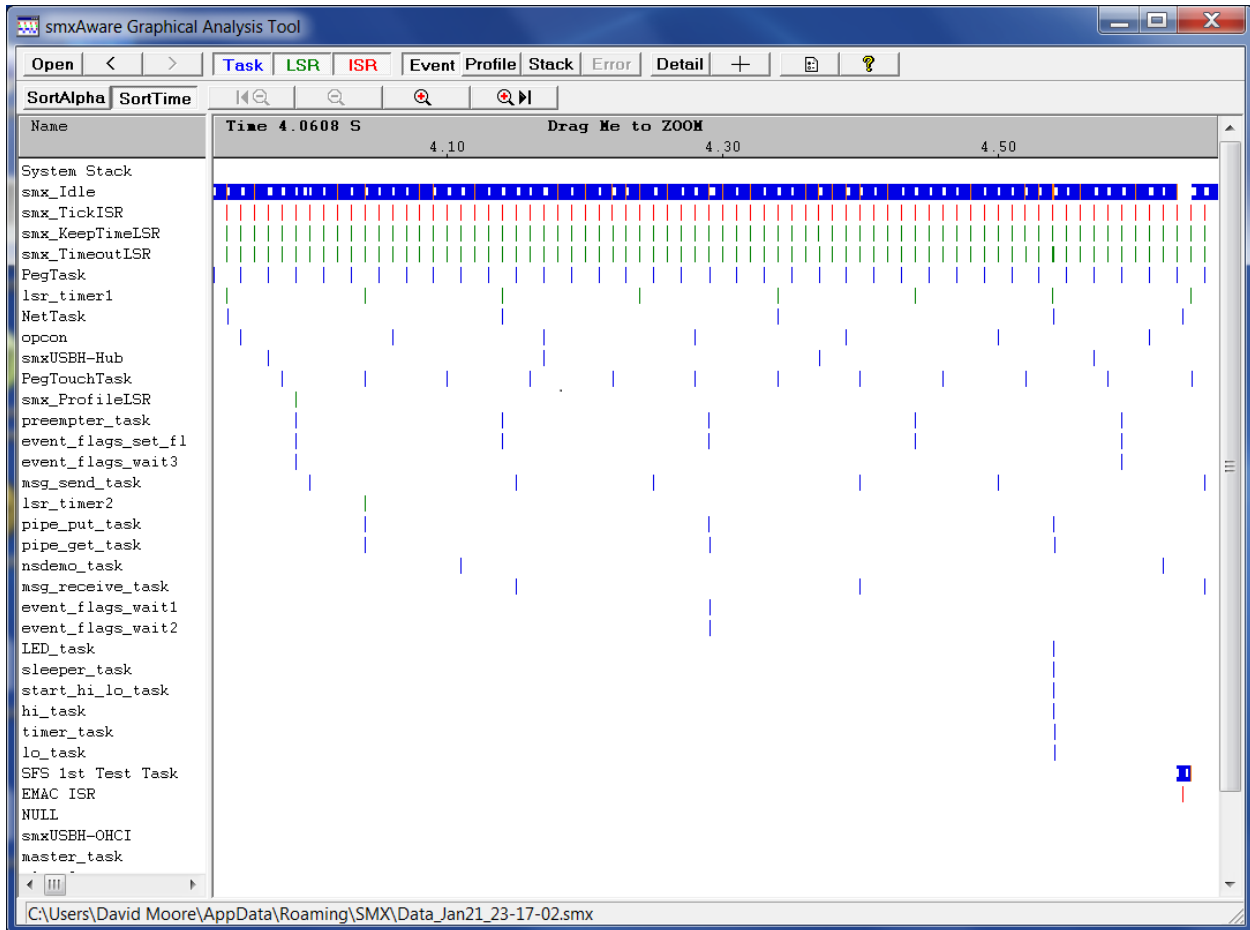 smxAware Graphical Analysis Tool
Open < > Task LSR ISR Event Profile Stack Error Detail + ?
SortAlpha SortTime
Name Time 4.0608 S Drag Me to ZOOM
4.10 4.30 4.50
System Stack
smx_Idle
smx_TickISR
smx_KeepTimeLSR
smx_TimeoutLSR
PegTask
lsr_timer1
NetTask
opcon
smxUSBH-Hub
PegTouchTask
smx_ProfileLSR
preempter_task
event_flags_set_fl
event_flags_wait3
msg_send_task
lsr_timer2
pipe_put_task
pipe_get_task
nsdemo_task
msg_receive_task
event_flags_wait1
event_flags_wait2
LED_task
sleeper_task
start_hi_lo_task
hi_task
timer_task
lo_task
SFS 1st Test Task
EMAC ISR
NULL
smxUSBH-OHCI
master_task
C:\Users\David Moore\AppData\Roaming\SMX\Data_Jan21_23-17-02.smx